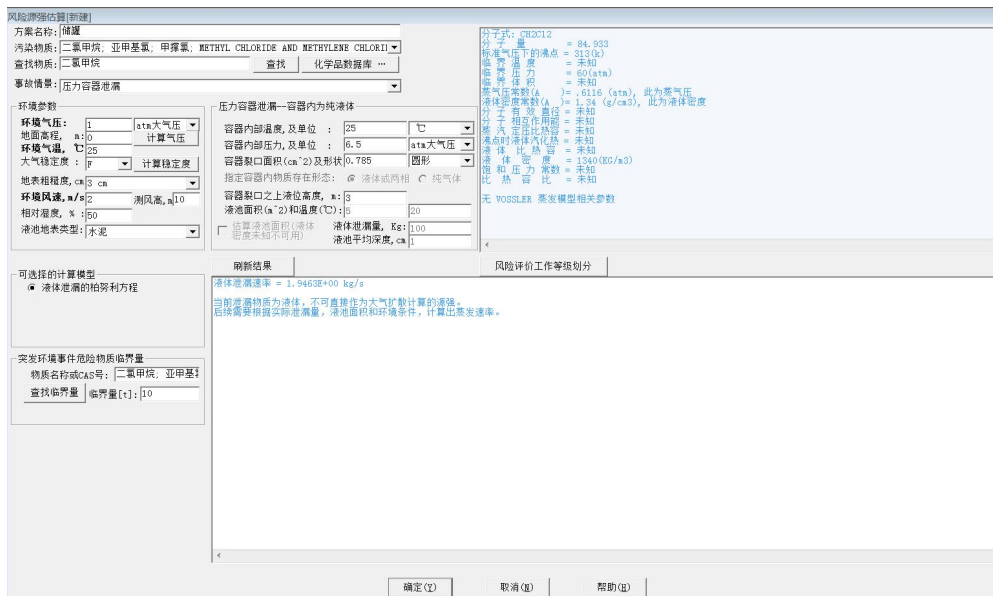 风险源强估算[新建]
方案名称: 储罐
污染物质: 二氯甲烷; 亚甲基氯; 甲撑氯; METHYL CHLORIDE AND METHYLENE CHLORI
查找物质: 二氯甲烷 查找 化学品数据库 …
事故情景: 压力容器泄漏
环境参数
环境气压: 1 atm大气压
地面高程, m: 0 计算气压
环境气温, ℃ 25
大气稳定度 : F 计算稳定度
地表粗糙度, cm 3 cm
环境风速, m/s 2 测风高, m 10
相对湿度, % : 50
液池地表类型: 水泥
压力容器泄漏--容器内为纯液体
容器内部温度,及单位 : 25 ℃
容器内部压力,及单位 : 6.5 atm大气压
容器裂口面积(cm^2)及形状 0.785 圆形
指定容器内物质存在形态: 液体或两相 纯气体
容器裂口之上液位高度, m: 3
液池面积(m^2)和温度(℃): 5 20
估算液池面积(液体密度未知不可用) 液体泄漏量, Kg: 100
液池平均深度, cm 1
分子式: CH2Cl2
分 子 量 = 84.933
标准气压下的沸点 = 313(k)
临 界 温 度 = 未知
临 界 压 力 = 60(atm)
临 界 体 积 = 未知
蒸气压常数(A )= .6116 (atm), 此为蒸气压
液体密度常数(A )= 1.34 (g/cm3), 此为液体密度
分 子 有 效 直径 = 未知
分 子 相互作用能 = 未知
蒸 汽 定压比热容 = 未知
沸点时液体汽化热 = 未知
液 体 比 热 容 = 未知
液 体 密 度 = 1340(KG/m3)
饱 和 压 力 常数 = 未知
比 热 容 比 = 未知
无 VOSSLER 蒸发模型相关参数
刷新结果 风险评价工作等级划分
可选择的计算模型
液体泄漏的柏努利方程
液体泄漏速率 = 1.9463E+00 kg/s
当前泄漏物质为液体, 不可直接作为大气扩散计算的源强。
后续需要根据实际泄漏量, 液池面积和环境条件, 计算出蒸发速率。
突发环境事件危险物质临界量
物质名称或CAS号: 二氯甲烷; 亚甲基
查找临界量 临界量[t]: 10
确定(Y) 取消(N) 帮助(H)